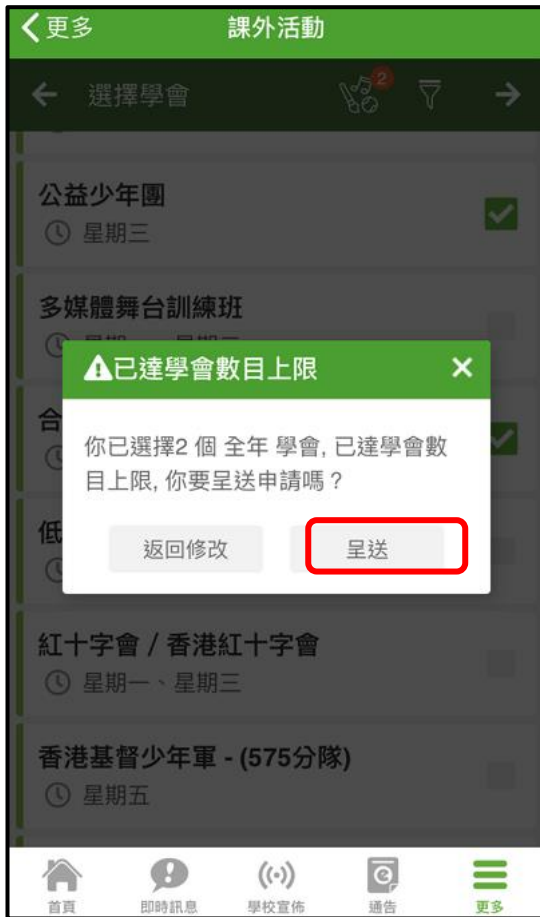 更多
課外活動
選擇學會
2
公益少年團
星期三
多媒體舞台訓練班
已達學會數目上限
合
你已選擇2 個 全年 學會, 已達學會數
目上限, 你要呈送申請嗎？
低
返回修改
呈送
紅十字會 / 香港紅十字會
星期一、星期三
香港基督少年軍 - (575分隊)
星期五
首頁
即時訊息
學校宣佈
通告
更多